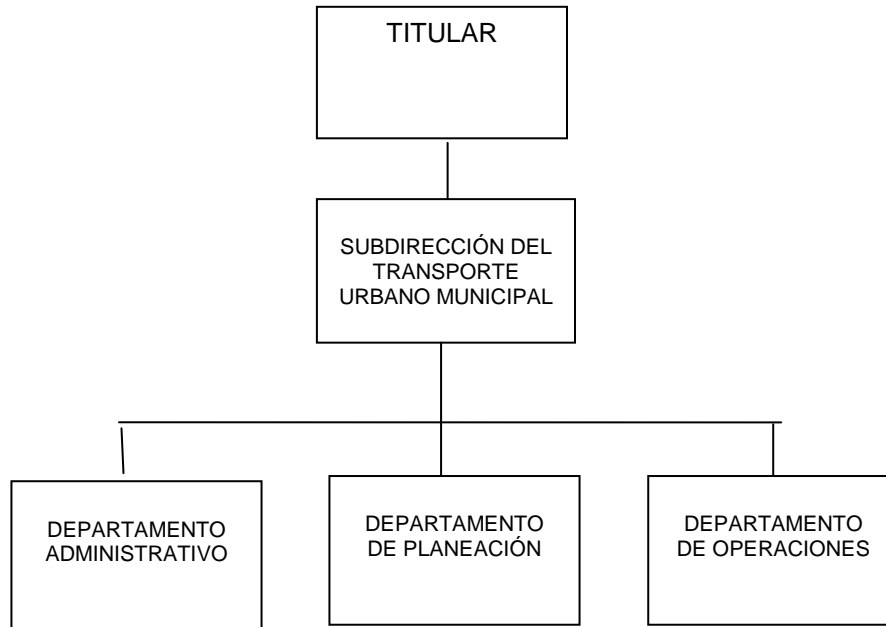 TITULAR
SUBDIRECCIÓN DEL
TRANSPORTE
URBANO MUNICIPAL
DEPARTAMENTO
ADMINISTRATIVO
DEPARTAMENTO
DE PLANEACIÓN
DEPARTAMENTO
DE OPERACIONES